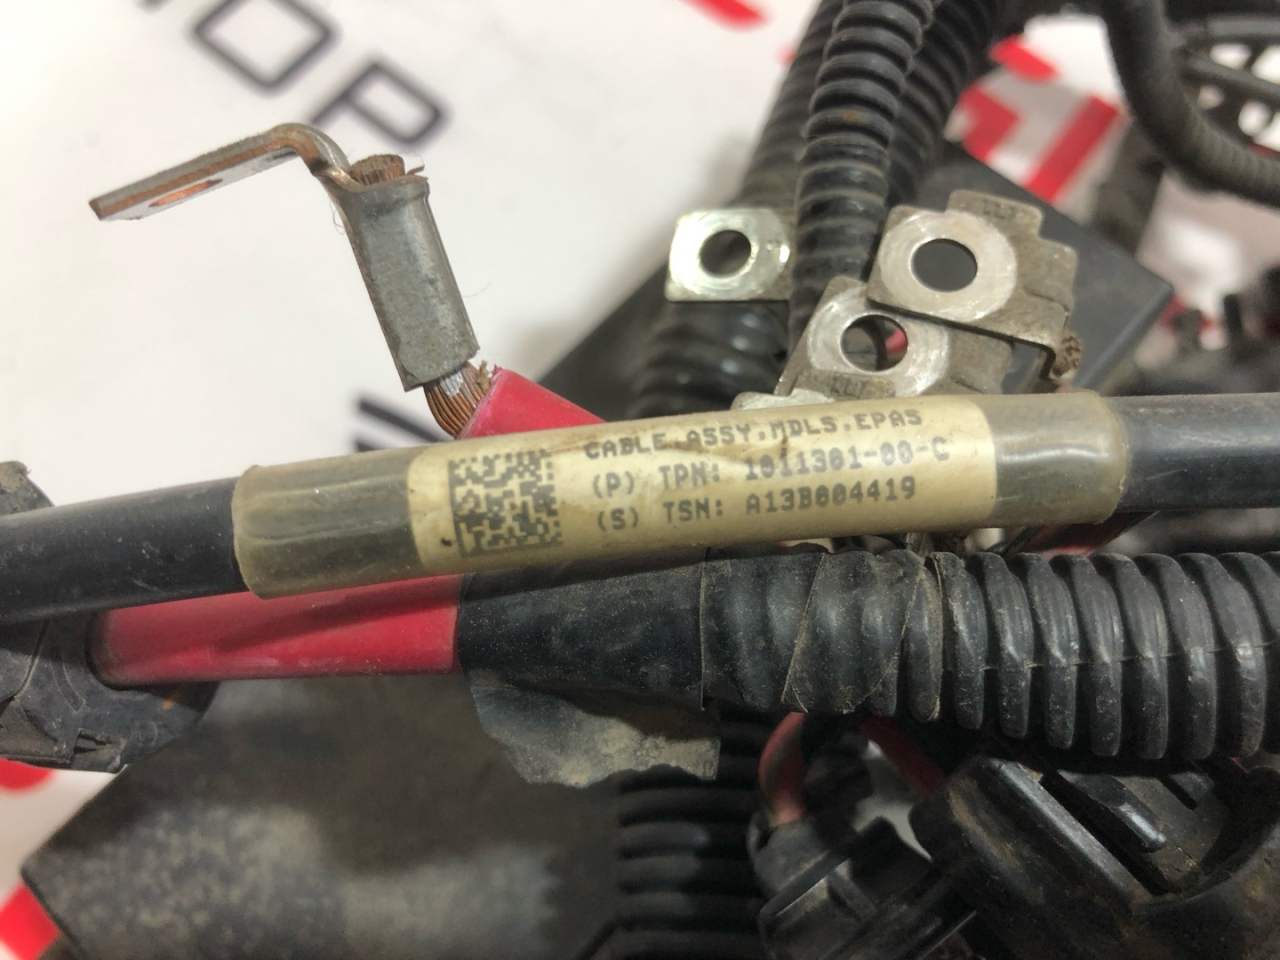 CABLE,ASSY,MDLS,EPAS
(P) TPN: 1011301-00-C
(S) TSN: A13B004419